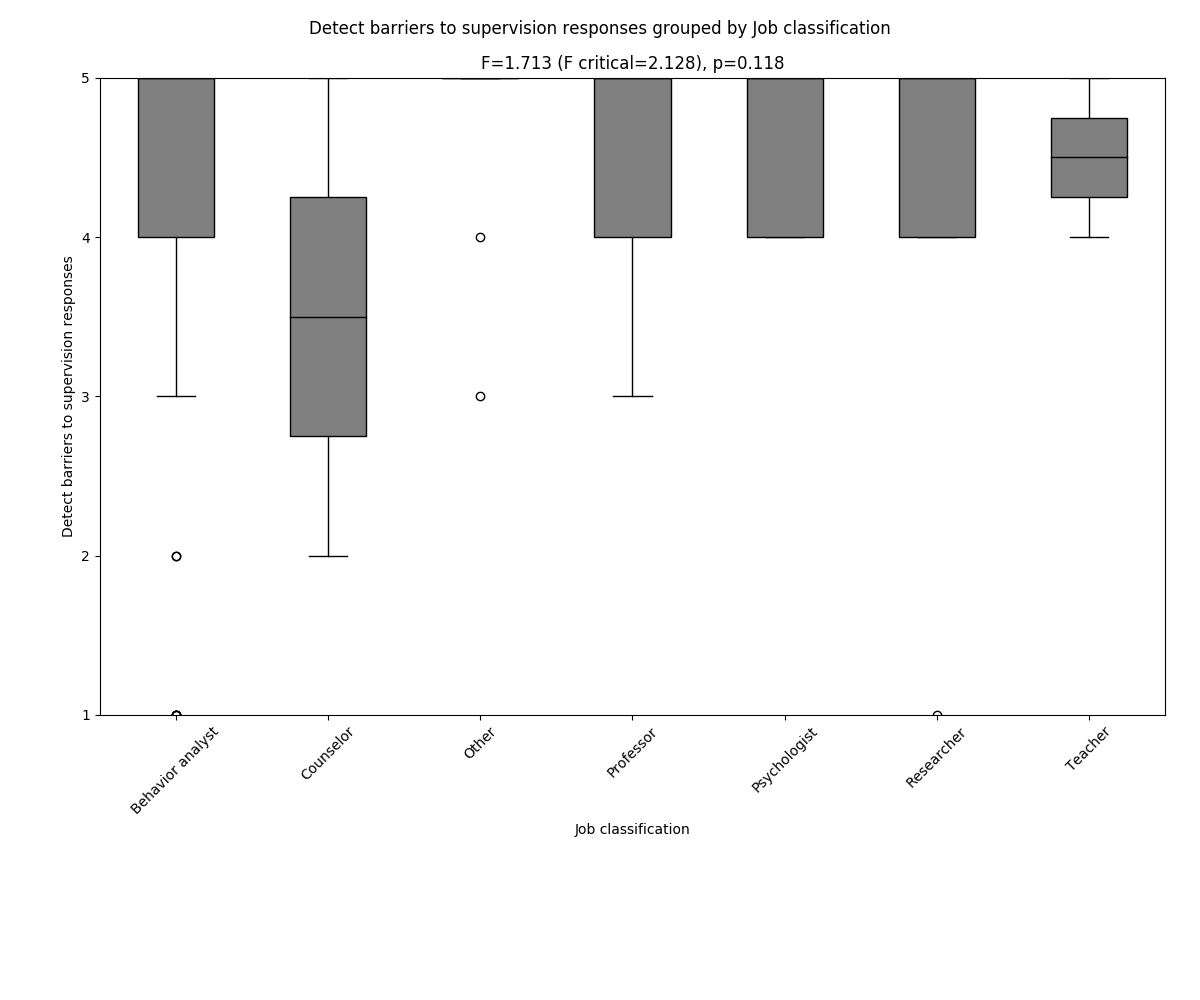 Detect barriers to supervision responses grouped by Job classification
F=1.713 (F critical=2.128), p=0.118
Detect barriers to supervision responses
5
4
3
2
1
Behavior analyst
Counselor
Other
Professor
Psychologist
Researcher
Teacher
Job classification